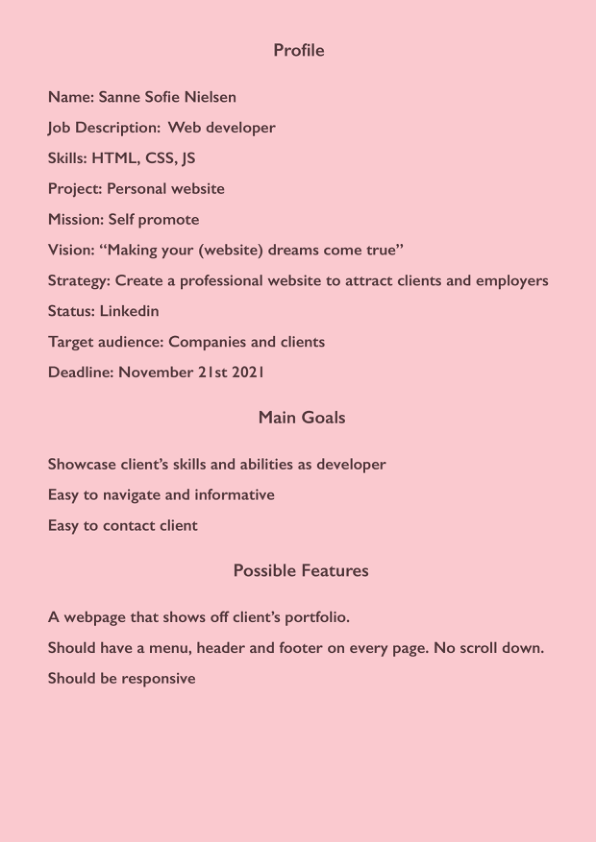 Profile
Name: Sanne Sofie Nielsen
Job Description:  Web developer
Skills: HTML, CSS, JS
Project: Personal website
Mission: Self promote
Vision: “Making your (website) dreams come true”
Strategy: Create a professional website to attract clients and employers
Status: Linkedin
Target audience: Companies and clients
Deadline: November 21st 2021
Main Goals
Showcase client’s skills and abilities as developer
Easy to navigate and informative
Easy to contact client
Possible Features
A webpage that shows off client’s portfolio.
Should have a menu, header and footer on every page. No scroll down.
Should be responsive